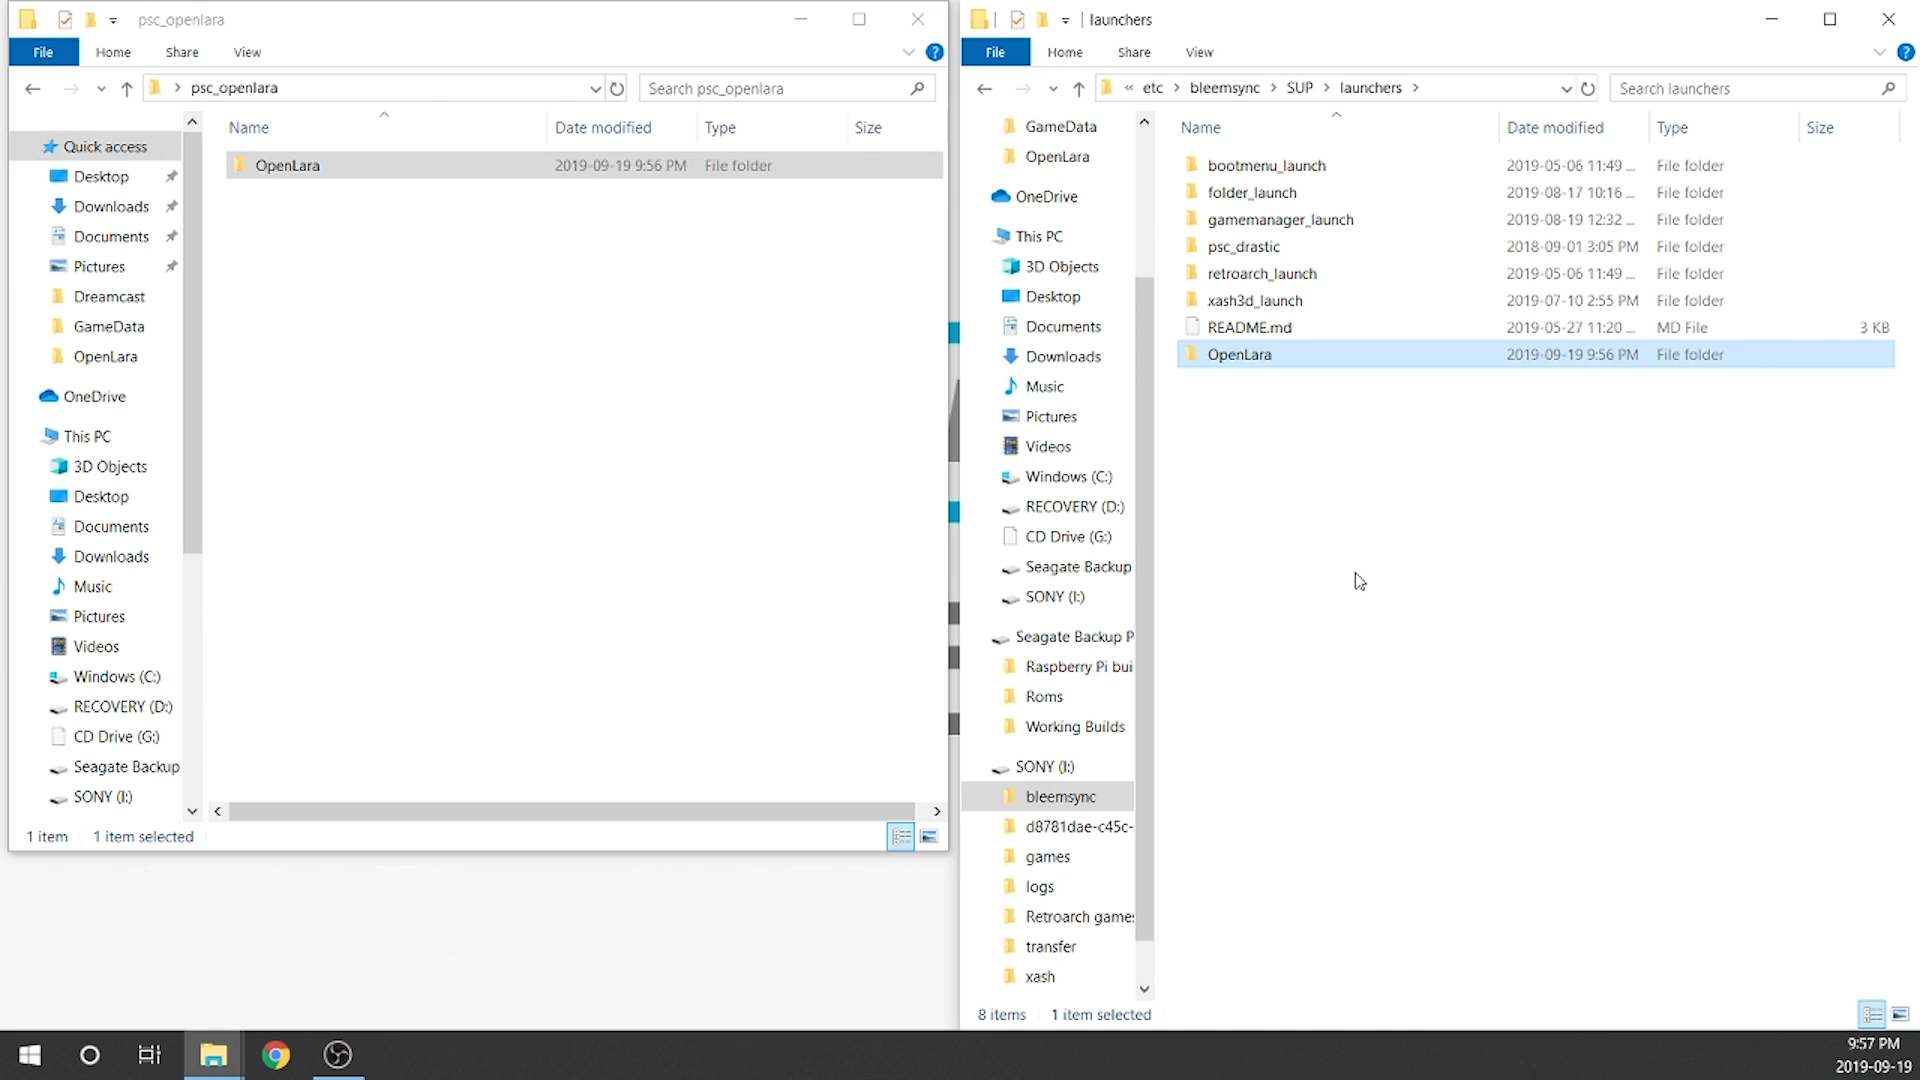 psc_openlara
File Home Share View
psc_openlara
Search psc_openlara
Name Date modified Type Size
OpenLara 2019-09-19 9:56 PM File folder
Quick access
Desktop
Downloads
Documents
Pictures
Dreamcast
GameData
OpenLara
OneDrive
This PC
3D Objects
Desktop
Documents
Downloads
Music
Pictures
Videos
Windows (C:)
RECOVERY (D:)
CD Drive (G:)
Seagate Backup
SONY (I:)
1 item 1 item selected
launchers
File Home Share View
« etc > bleemsync > SUP > launchers >
Search launchers
GameData
OpenLara
OneDrive
This PC
3D Objects
Desktop
Documents
Downloads
Music
Pictures
Videos
Windows (C:)
RECOVERY (D:)
CD Drive (G:)
Seagate Backup
SONY (I:)
Seagate Backup P
Raspberry Pi bui
Roms
Working Builds
SONY (I:)
bleemsync
d8781dae-c45c-
games
logs
Retroarch games
transfer
xash
Name Date modified Type Size
bootmenu_launch 2019-05-06 11:49 ... File folder
folder_launch 2019-08-17 10:16 ... File folder
gamemanager_launch 2019-08-19 12:32 ... File folder
psc_drastic 2018-09-01 3:05 PM File folder
retroarch_launch 2019-05-06 11:49 ... File folder
xash3d_launch 2019-07-10 2:55 PM File folder
README.md 2019-05-27 11:20 ... MD File 3 KB
OpenLara 2019-09-19 9:56 PM File folder
8 items 1 item selected
9:57 PM
2019-09-19